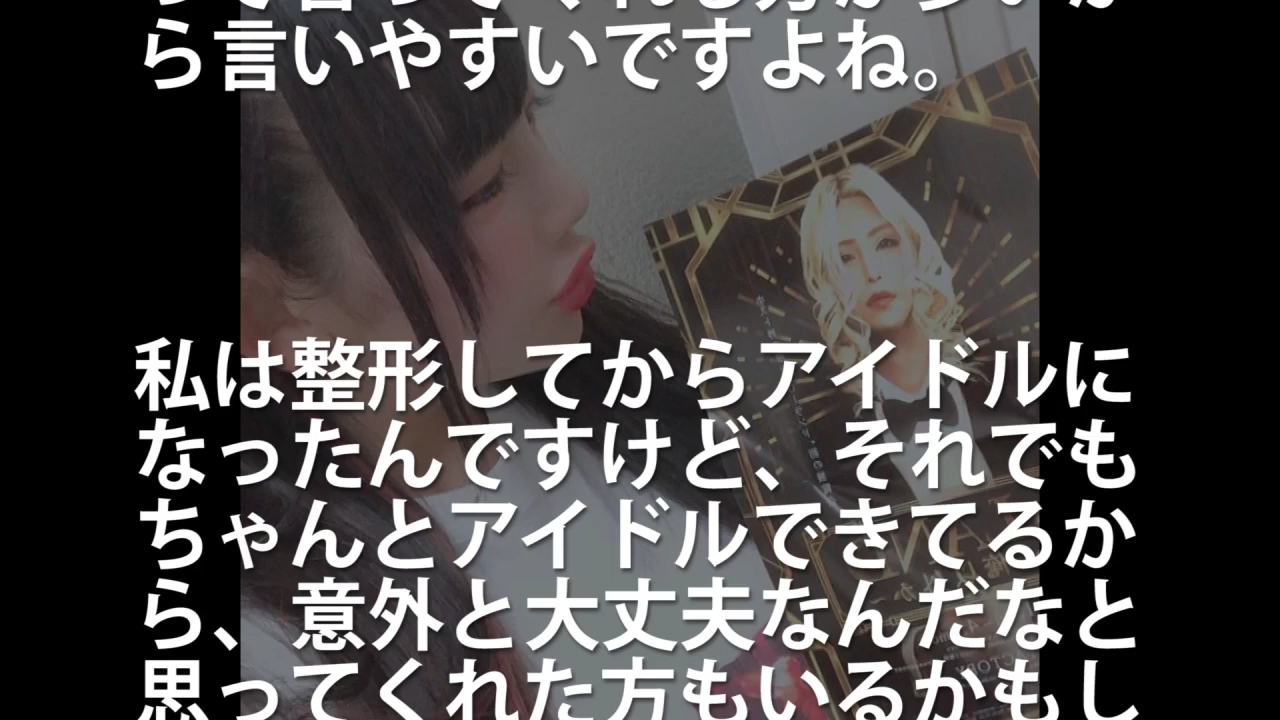 ら言いやすいですよね。
私は整形してからアイドルに
なったんですけど、それでも
ちゃんとアイドルできてるか
ら、意外と大丈夫なんだなと
思ってくれた方もいるかもし